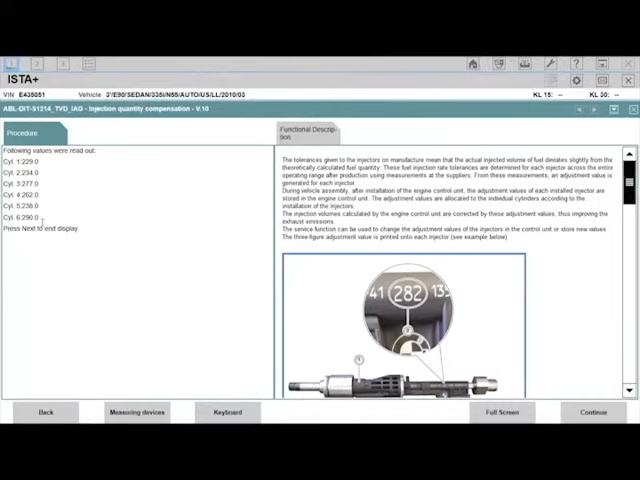 1 2 3
ISTA+
VIN E435051 Vehicle 3'/E90/SEDAN/335i/N55/AUTO/US/LL/2010/03 KL 15: -- KL 30: --
ABL-DIT-S1214_TVD_IAG - Injection quantity compensation - V.10
Procedure
Functional Descrip-
tion
Following values were read out:
Cyl. 1:229.0
Cyl. 2:234.0
Cyl. 3:277.0
Cyl. 4:262.0
Cyl. 5:238.0
Cyl. 6:290.0
Press Next to end display.
The tolerances given to the injectors on manufacture mean that the actual injected volume of fuel deviates slightly from the
theoretically calculated fuel quantity. These fuel injection rate tolerances are determined for each injector across the entire
operating range after production using measurements at the suppliers. From these measurements, an adjustment value is
generated for each injector.
During vehicle assembly, after installation of the engine control unit, the adjustment values of each installed injector are
stored in the engine control unit. The adjustment values are allocated to the individual cylinders according to the
installation of the injectors.
The injection volumes calculated by the engine control unit are corrected by these adjustment values, thus improving the
exhaust emissions.
The service function can be used to change the adjustment values of the injectors in the control unit or store new values.
The three-figure adjustment value is printed onto each injector (see example below)
41 282 135
1
Back Measuring devices Keyboard Full Screen Continue